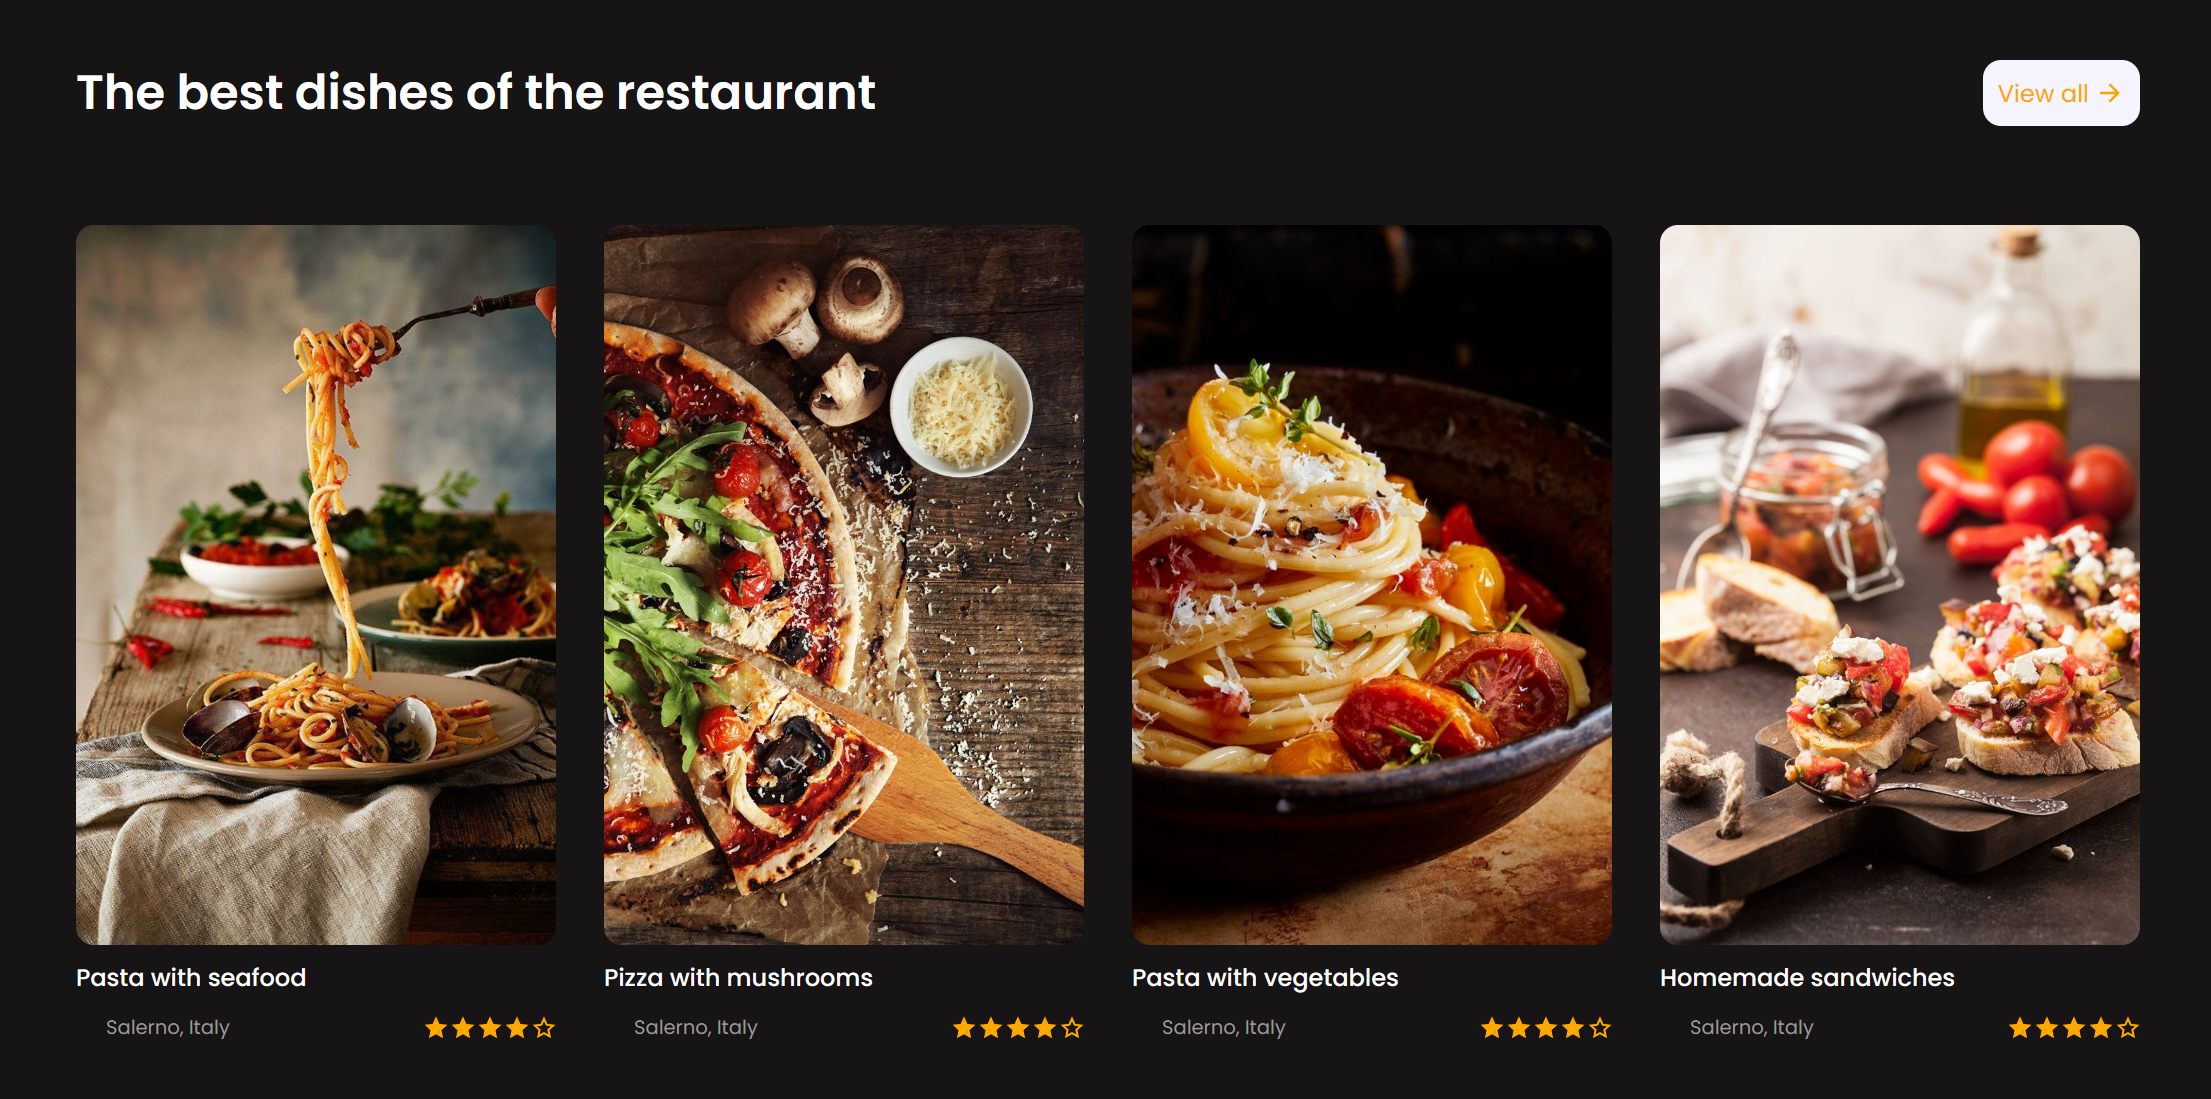 The best dishes of the restaurant
View all
Pasta with seafood
Pizza with mushrooms
Pasta with vegetables
Homemade sandwiches
Salerno, Italy
Salerno, Italy
Salerno, Italy
Salerno, Italy